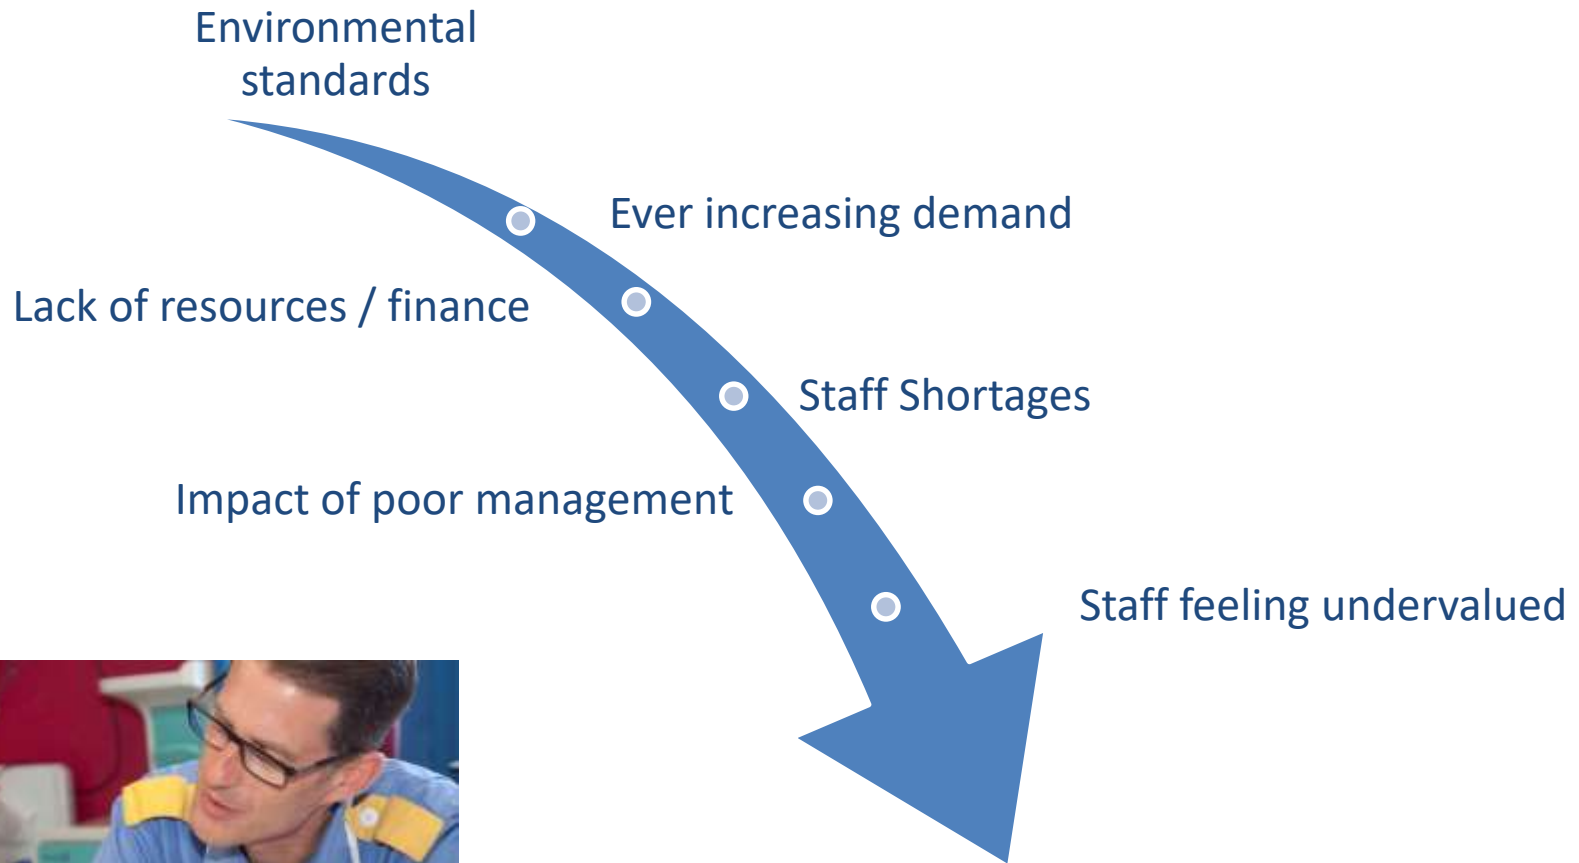 Environmental
standards
Ever increasing demand
Lack of resources / finance
Staff Shortages
Impact of poor management
Staff feeling undervalued